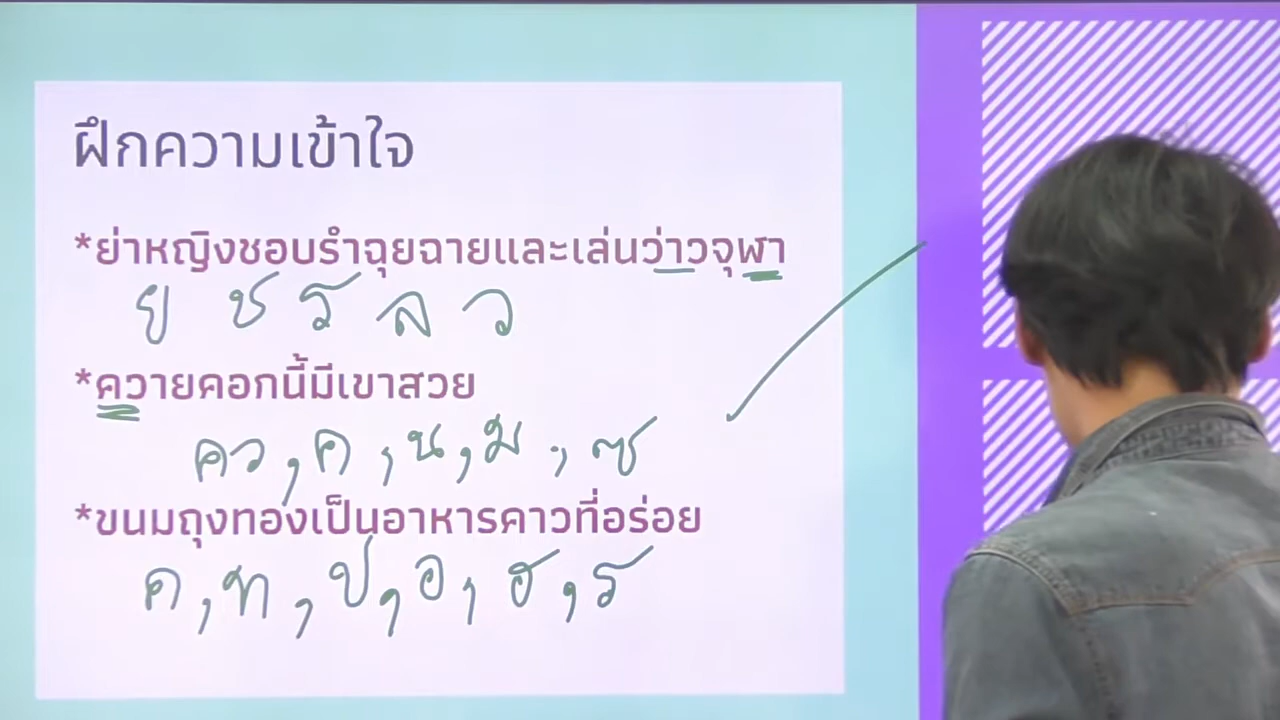 ฝึกความเข้าใจ
*ย่าหญิงชอบรำฉุยฉายและเล่นว่าวจุฬา
ย ช ร ล ว
*ควายคอกนี้มีเขาสวย
คว , ค , น , ม , ซ
*ขนมถุงทองเป็นอาหารคาวที่อร่อย
ค , ท , ป , อ , ฮ , ร